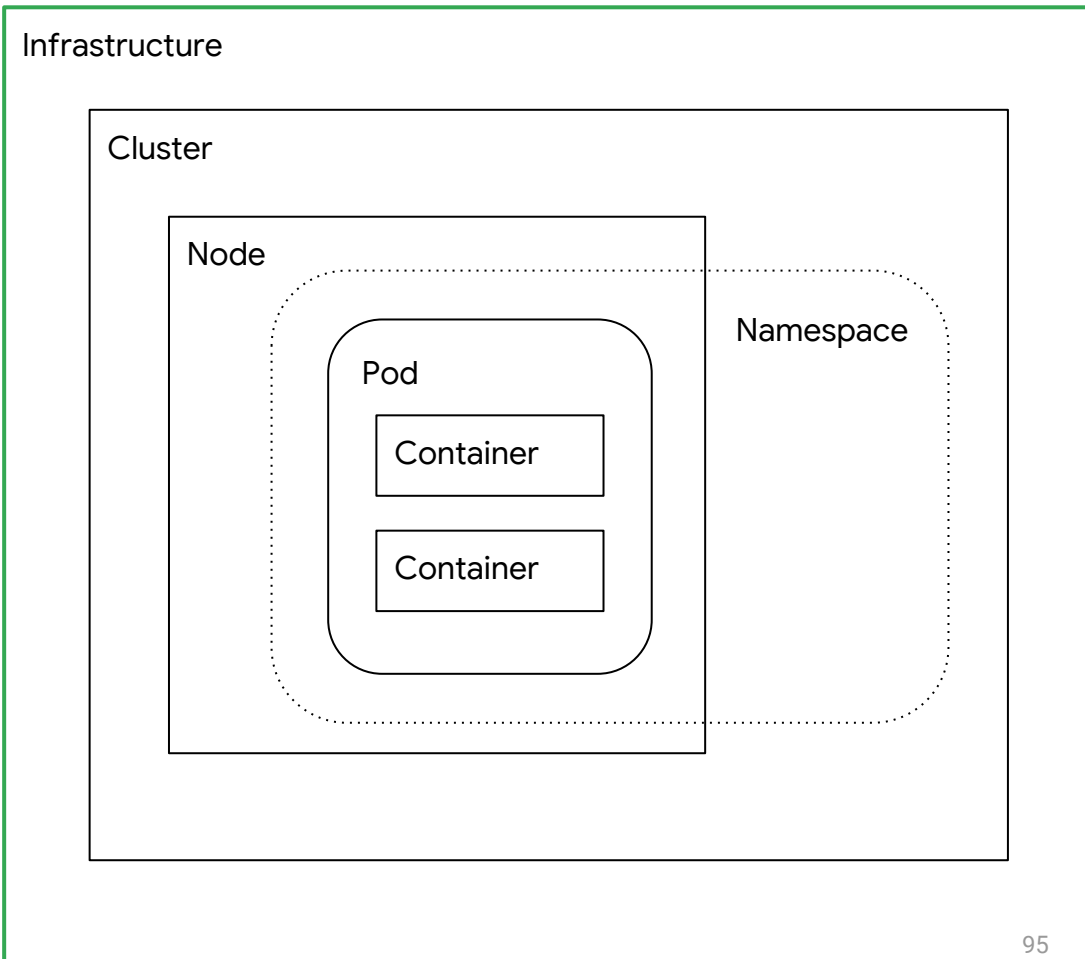 Infrastructure
Cluster
Node
Namespace
Pod
Container
Container
95